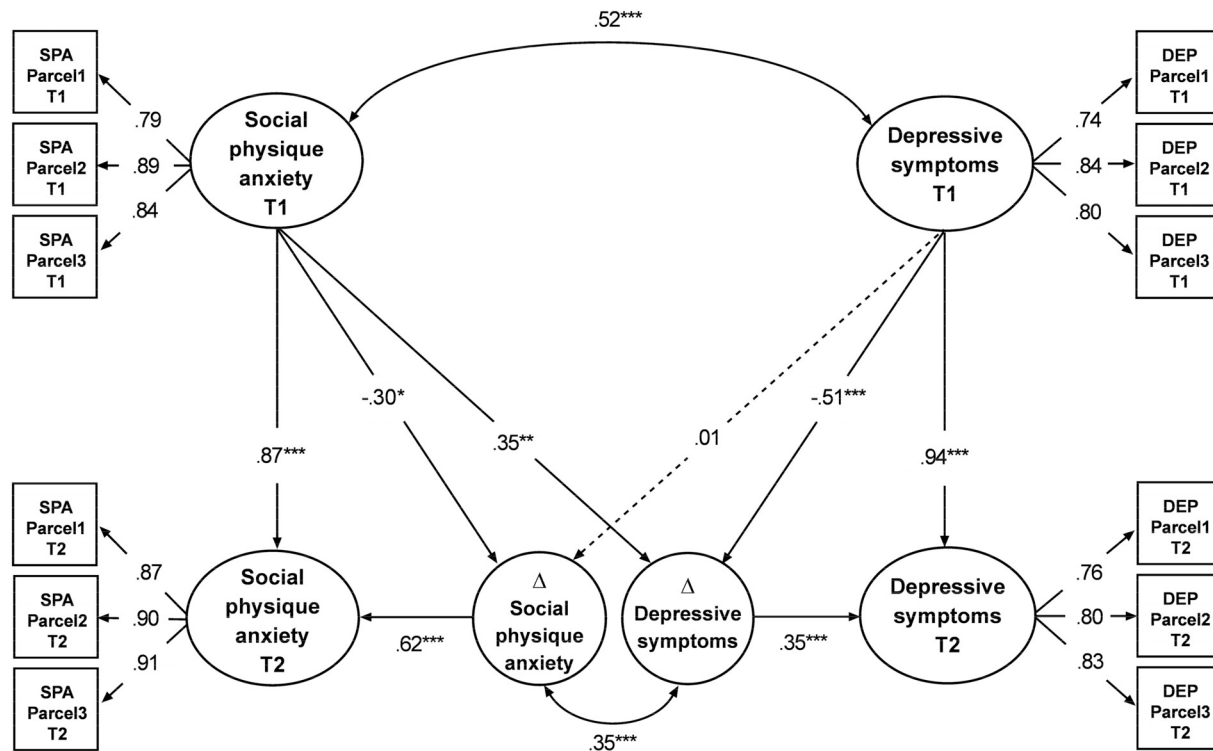 .52***
SPA
Parcel1
T1
SPA
Parcel2
T1
SPA
Parcel3
T1
.79
.89
.84
Social
physique
anxiety
T1
Depressive
symptoms
T1
.74
.84
.80
DEP
Parcel1
T1
DEP
Parcel2
T1
DEP
Parcel3
T1
.87***
-.30*
.35**
.01
-.51***
.94***
SPA
Parcel1
T2
SPA
Parcel2
T2
SPA
Parcel3
T2
.87
.90
.91
Social
physique
anxiety
T2
.62***
Δ
Social
physique
anxiety
Δ
Depressive
symptoms
.35***
.35***
Depressive
symptoms
T2
.76
.80
.83
DEP
Parcel1
T2
DEP
Parcel2
T2
DEP
Parcel3
T2